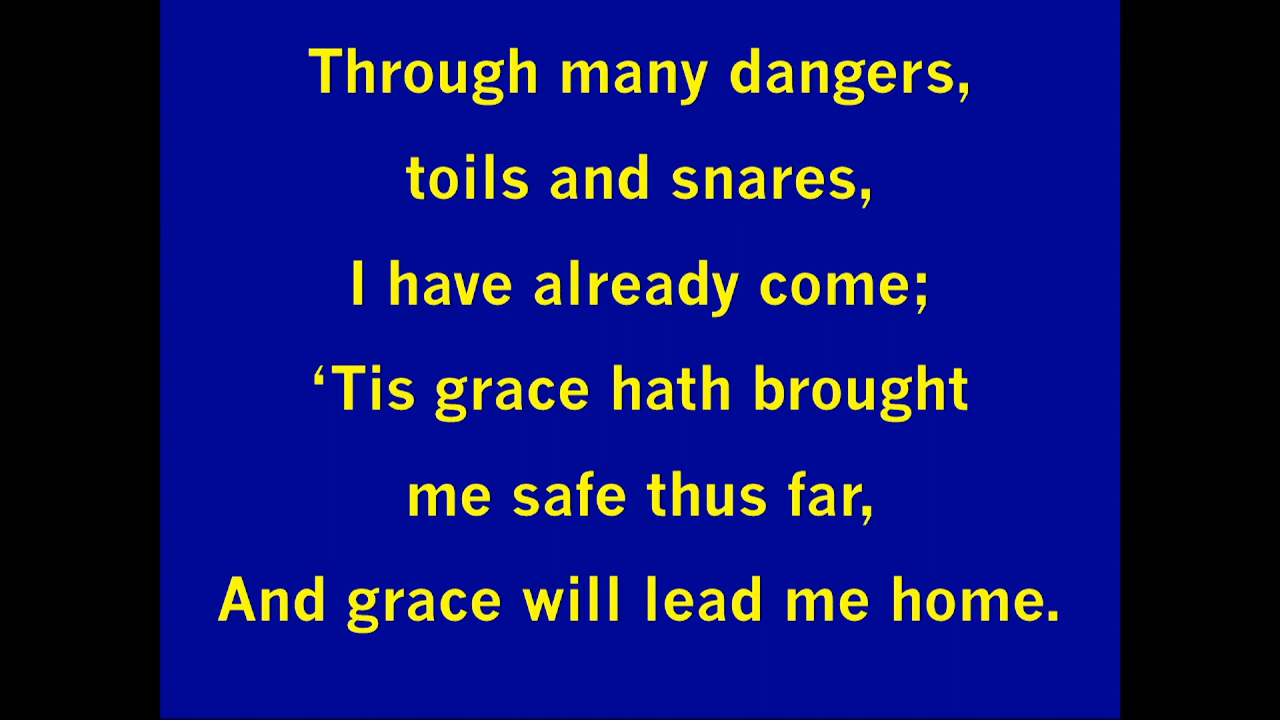 Through many dangers,
toils and snares,
I have already come;
‘Tis grace hath brought
me safe thus far,
And grace will lead me home.